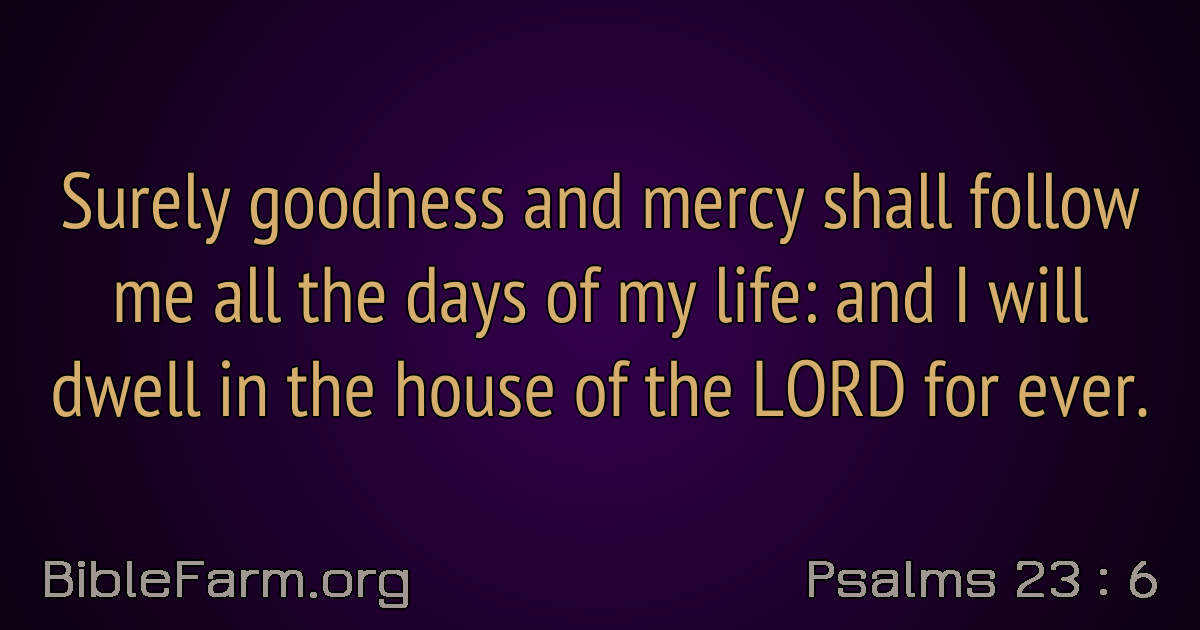 Surely goodness and mercy shall follow
me all the days of my life: and I will
dwell in the house of the LORD for ever.
BibleFarm.org
Psalms 23 : 6